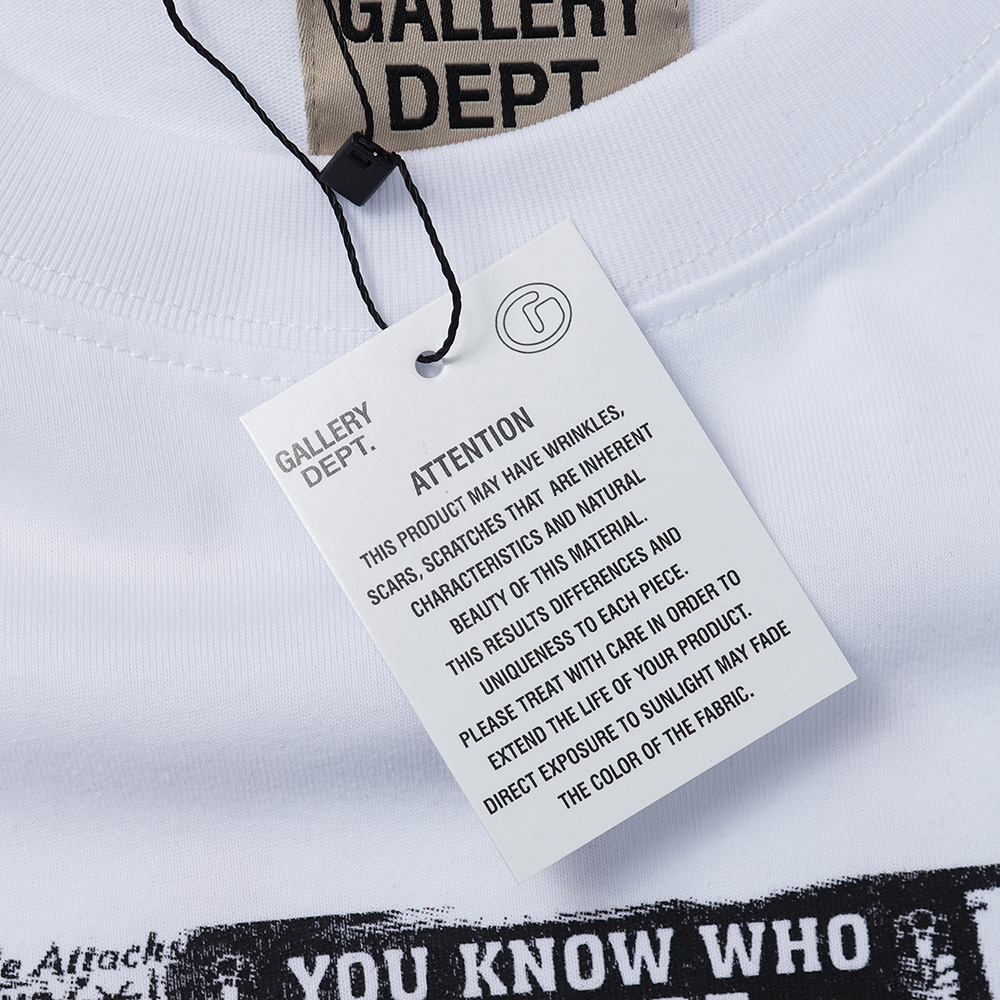 GALLERY
DEPT
GALLERY
DEPT.
ATTENTION
THIS PRODUCT MAY HAVE WRINKLES,
SCARS, SCRATCHES THAT ARE INHERENT
CHARACTERISTICS AND NATURAL
BEAUTY OF THIS MATERIAL.
THIS RESULTS DIFFERENCES AND
UNIQUENESS TO EACH PIECE.
PLEASE TREAT WITH CARE IN ORDER TO
EXTEND THE LIFE OF YOUR PRODUCT.
DIRECT EXPOSURE TO SUNLIGHT MAY FADE
THE COLOR OF THE FABRIC.
Attach
YOU KNOW WHO